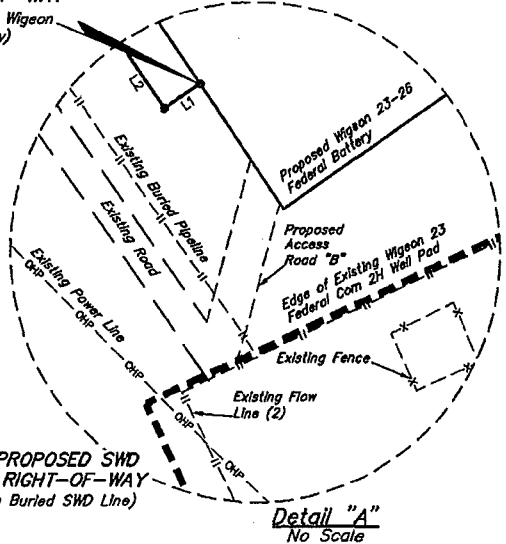 Wigeon
L2
L1
Proposed Wigeon 23-26
Federal Battery
Existing Buried Pipeline
Existing Road
Proposed
Access
Road "B"
Existing Power Line
OHP
OHP
OHP
OHP
OHP
Edge of Existing Wigeon 23
Federal Com 2H Well Pad
Existing Fence
Existing Flow
Line (2)
PROPOSED SWD
RIGHT-OF-WAY
Buried SWD Line)
Detail "A"
No Scale